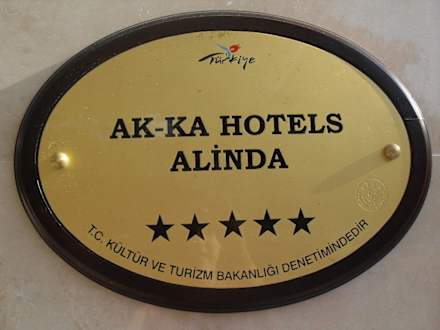 Türkiye
AK-KA HOTELS
ALİNDA
T.C. KÜLTÜR VE TURİZM BAKANLIĞI DENETİMİNDEDİR